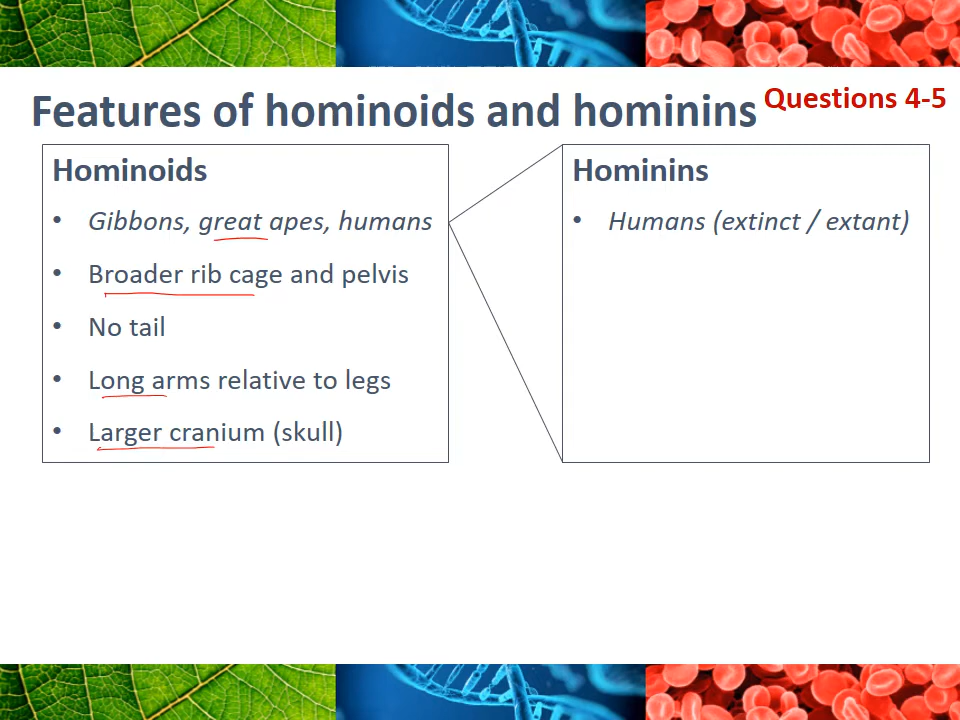 Features of hominoids and hominins
Questions 4-5
Hominoids
• Gibbons, great apes, humans
• Broader rib cage and pelvis
• No tail
• Long arms relative to legs
• Larger cranium (skull)
Hominins
• Humans (extinct / extant)